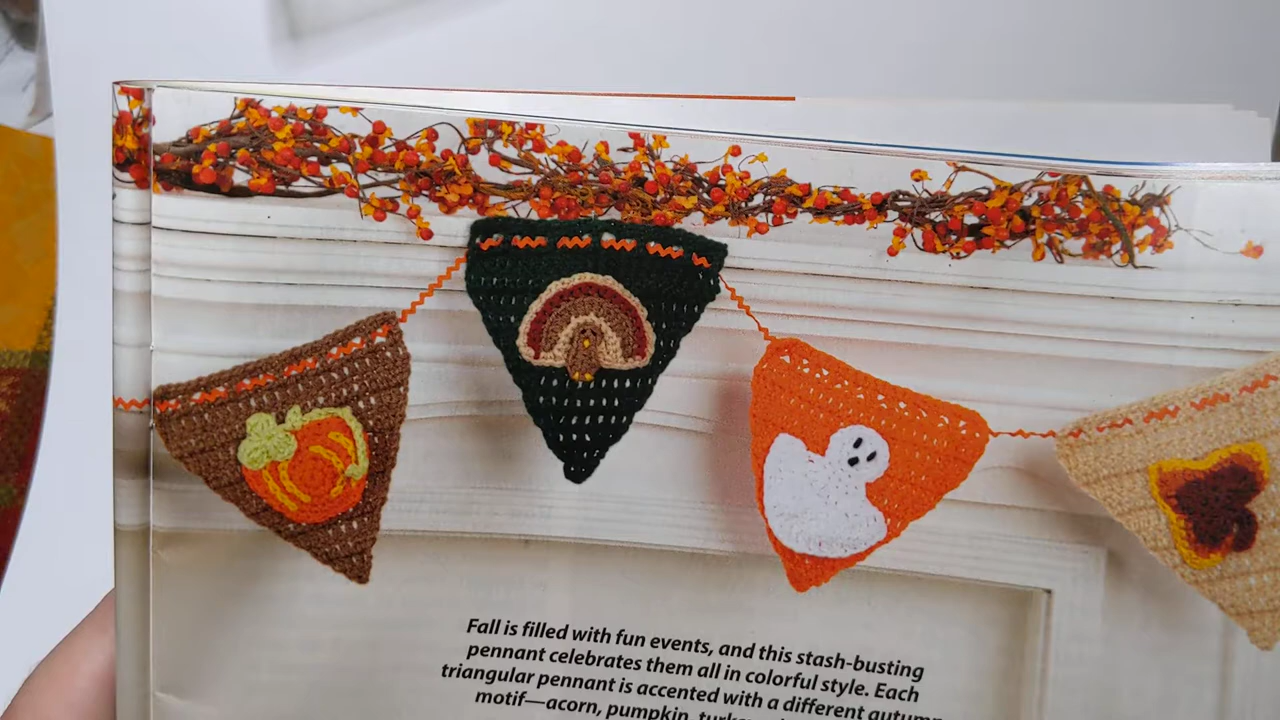 Fall is filled with fun events, and this stash-busting
pennant celebrates them all in colorful style. Each
triangular pennant is accented with a different autumn
motif—acorn, pumpkin, turkey,